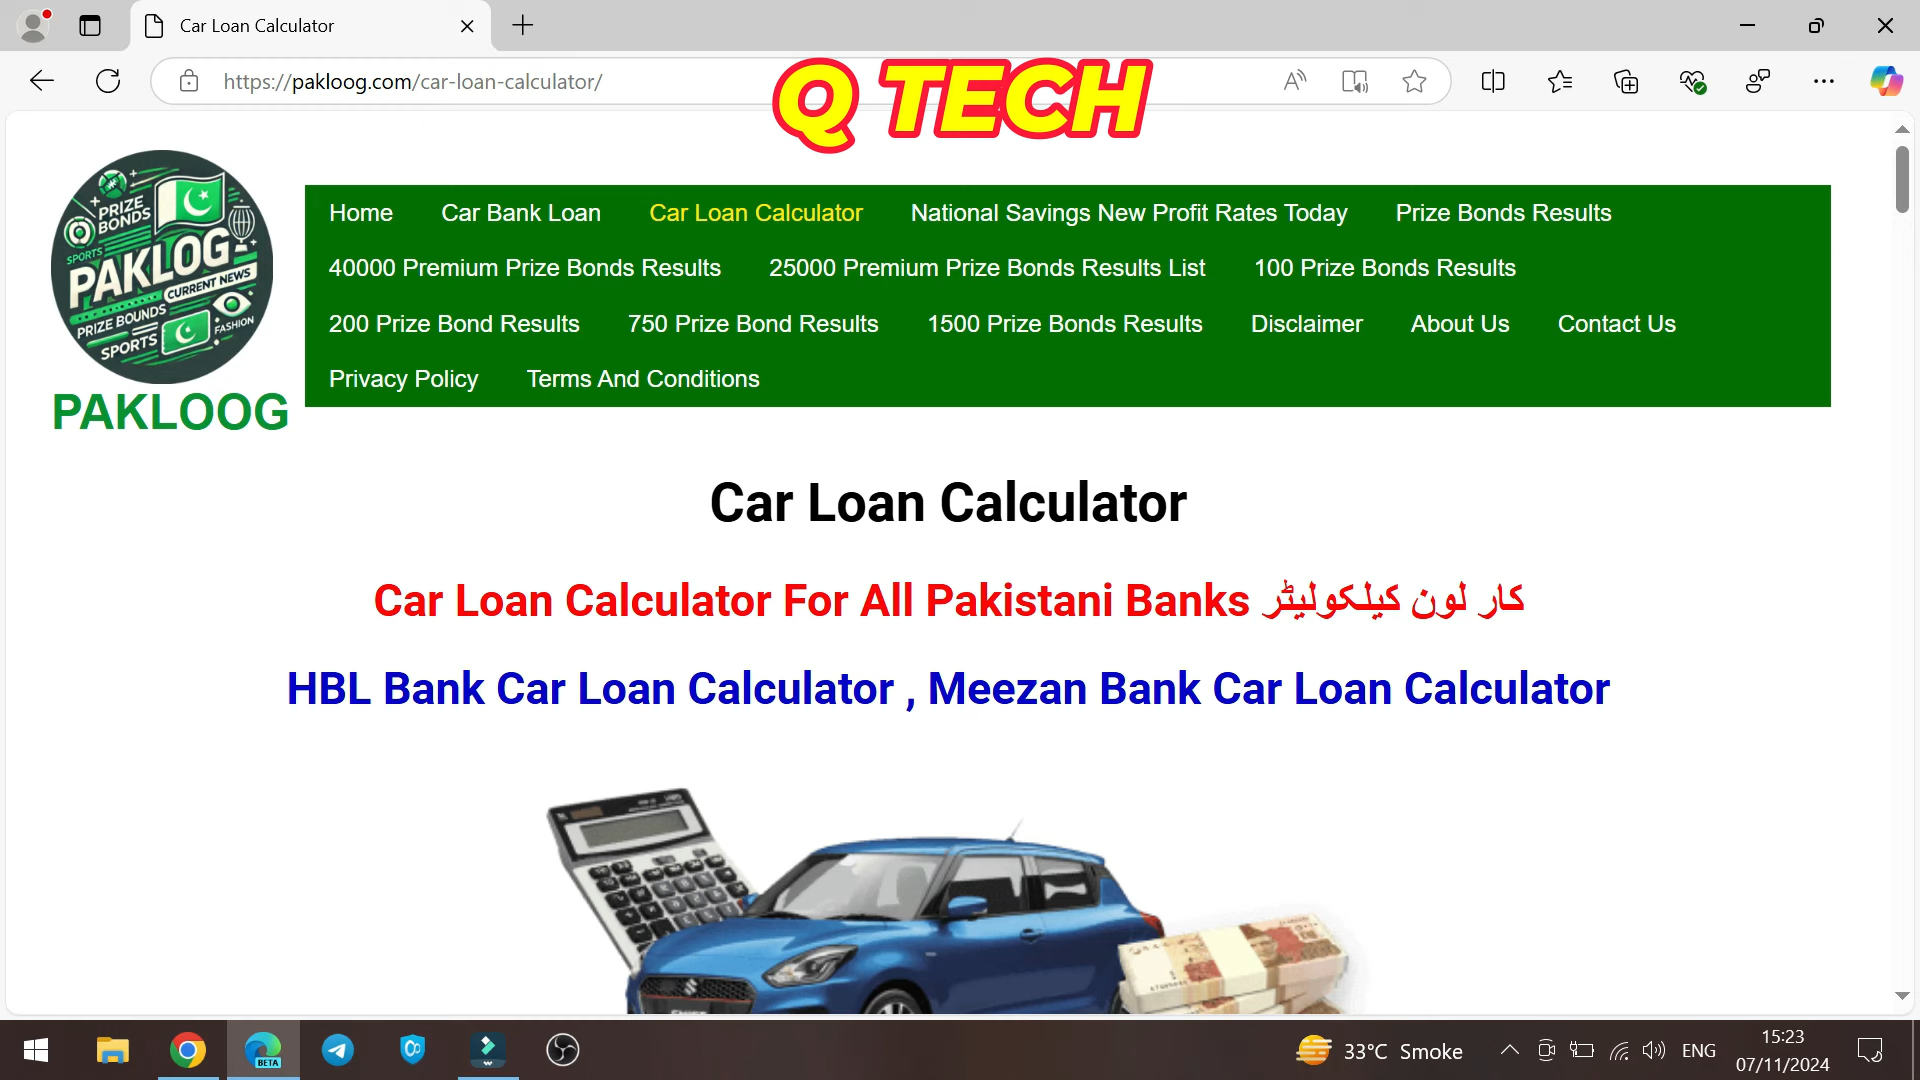 Car Loan Calculator
https://pakloog.com/car-loan-calculator/
Q TECH
PRIZE
BONDS
SPORTS
PAKLOG
CURRENT NEWS
PRIZE BOUNDS
FASHION
SPORTS
PAKLOOG
Home Car Bank Loan Car Loan Calculator National Savings New Profit Rates Today Prize Bonds Results
40000 Premium Prize Bonds Results 25000 Premium Prize Bonds Results List 100 Prize Bonds Results
200 Prize Bond Results 750 Prize Bond Results 1500 Prize Bonds Results Disclaimer About Us Contact Us
Privacy Policy Terms And Conditions
Car Loan Calculator
Car Loan Calculator For All Pakistani Banks کار لون کیلکولیٹر
HBL Bank Car Loan Calculator , Meezan Bank Car Loan Calculator
BETA
33°C Smoke
ENG
15:23
07/11/2024